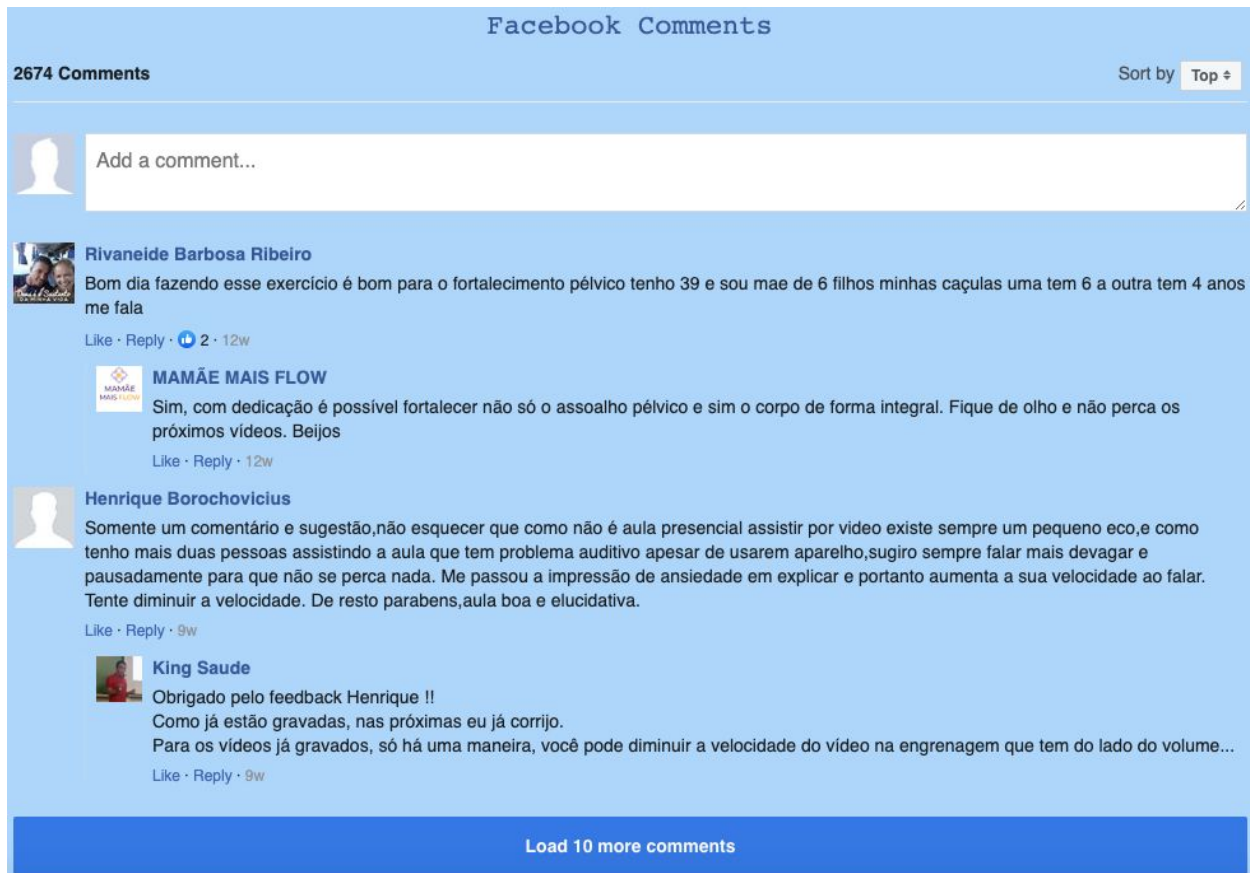 Facebook Comments
2674 Comments
Sort by Top
Add a comment...
Rivaneide Barbosa Ribeiro
Bom dia fazendo esse exercício é bom para o fortalecimento pélvico tenho 39 e sou mae de 6 filhos minhas caçulas uma tem 6 a outra tem 4 anos
me fala
Like · Reply · 2 · 12w
MAMÃE
MAIS FLOW
MAMÃE MAIS FLOW
Sim, com dedicação é possível fortalecer não só o assoalho pélvico e sim o corpo de forma integral. Fique de olho e não perca os
próximos vídeos. Beijos
Like · Reply · 12w
Henrique Borochovicius
Somente um comentário e sugestão,não esquecer que como não é aula presencial assistir por video existe sempre um pequeno eco,e como
tenho mais duas pessoas assistindo a aula que tem problema auditivo apesar de usarem aparelho,sugiro sempre falar mais devagar e
pausadamente para que não se perca nada. Me passou a impressão de ansiedade em explicar e portanto aumenta a sua velocidade ao falar.
Tente diminuir a velocidade. De resto parabens,aula boa e elucidativa.
Like · Reply · 9w
King Saude
Obrigado pelo feedback Henrique !!
Como já estão gravadas, nas próximas eu já corrijo.
Para os vídeos já gravados, só há uma maneira, você pode diminuir a velocidade do vídeo na engrenagem que tem do lado do volume...
Like · Reply · 9w
Load 10 more comments